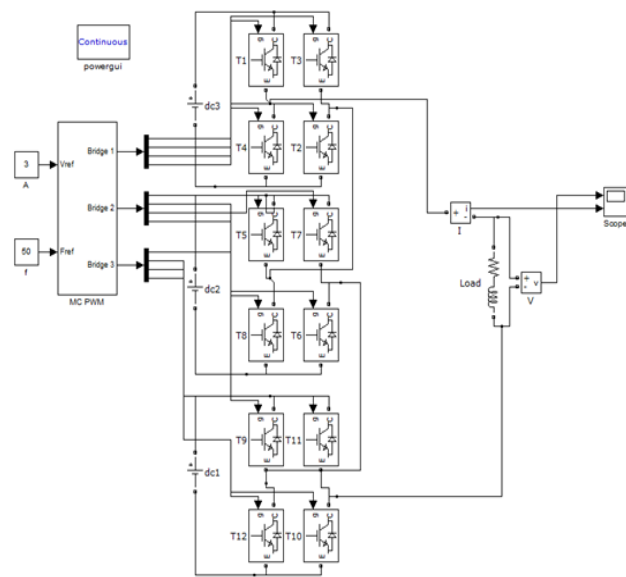 Continuous
powergui
T1
T3
dc3
T4
T2
3
A
Vref
Bridge 1
Bridge 2
50
f
Fref
Bridge 3
MC PWM
T5
T7
dc2
T8
T6
T9
T11
dc1
T12
T10
+
i
-
I
Load
+
-
v
V
Scope
g
C
E
g
C
E
g
C
E
g
C
E
g
C
E
g
C
E
g
C
E
g
C
E
g
C
E
g
C
E
g
C
E
g
C
E